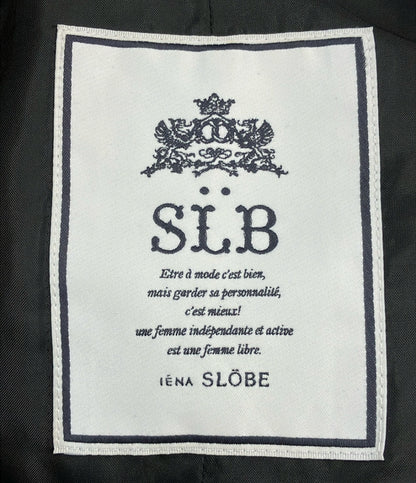 SL̈B
Etre à mode c'est bien,
mais garder sa personnalité,
c'est mieux!
une femme indépendante et active
est une femme libre.
IÉNA SLÖBE